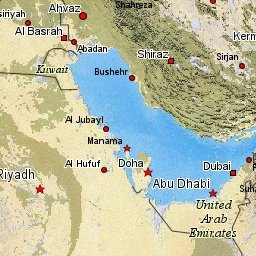 Shahreza
Ahvaz
Al Basrah
Abadan
Kuwait
Bushehr
Shiraz
Sirjan
Al Jubayl
Manama
Al Hufuf
Doha
Riyadh
Abu Dhabi
Dubai
United
Arab
Emirates